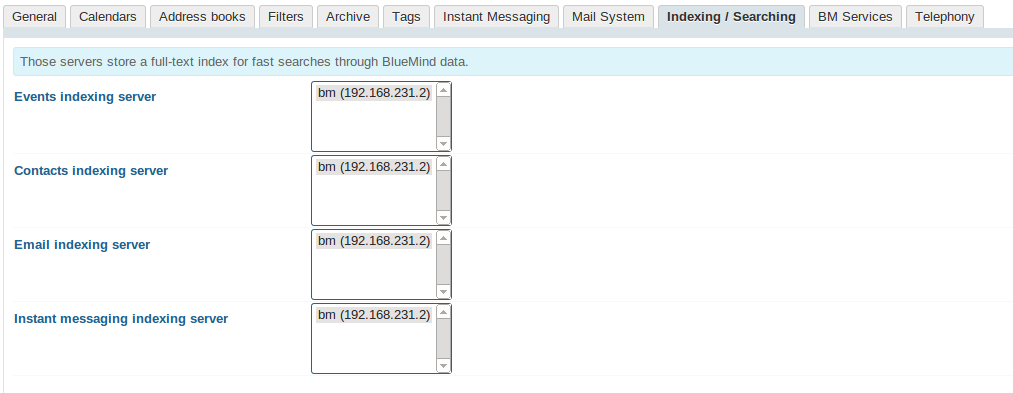 General Calendars Address books Filters Archive Tags Instant Messaging Mail System Indexing / Searching BM Services Telephony
Those servers store a full-text index for fast searches through BlueMind data.
Events indexing server bm (192.168.231.2)
Contacts indexing server bm (192.168.231.2)
Email indexing server bm (192.168.231.2)
Instant messaging indexing server bm (192.168.231.2)